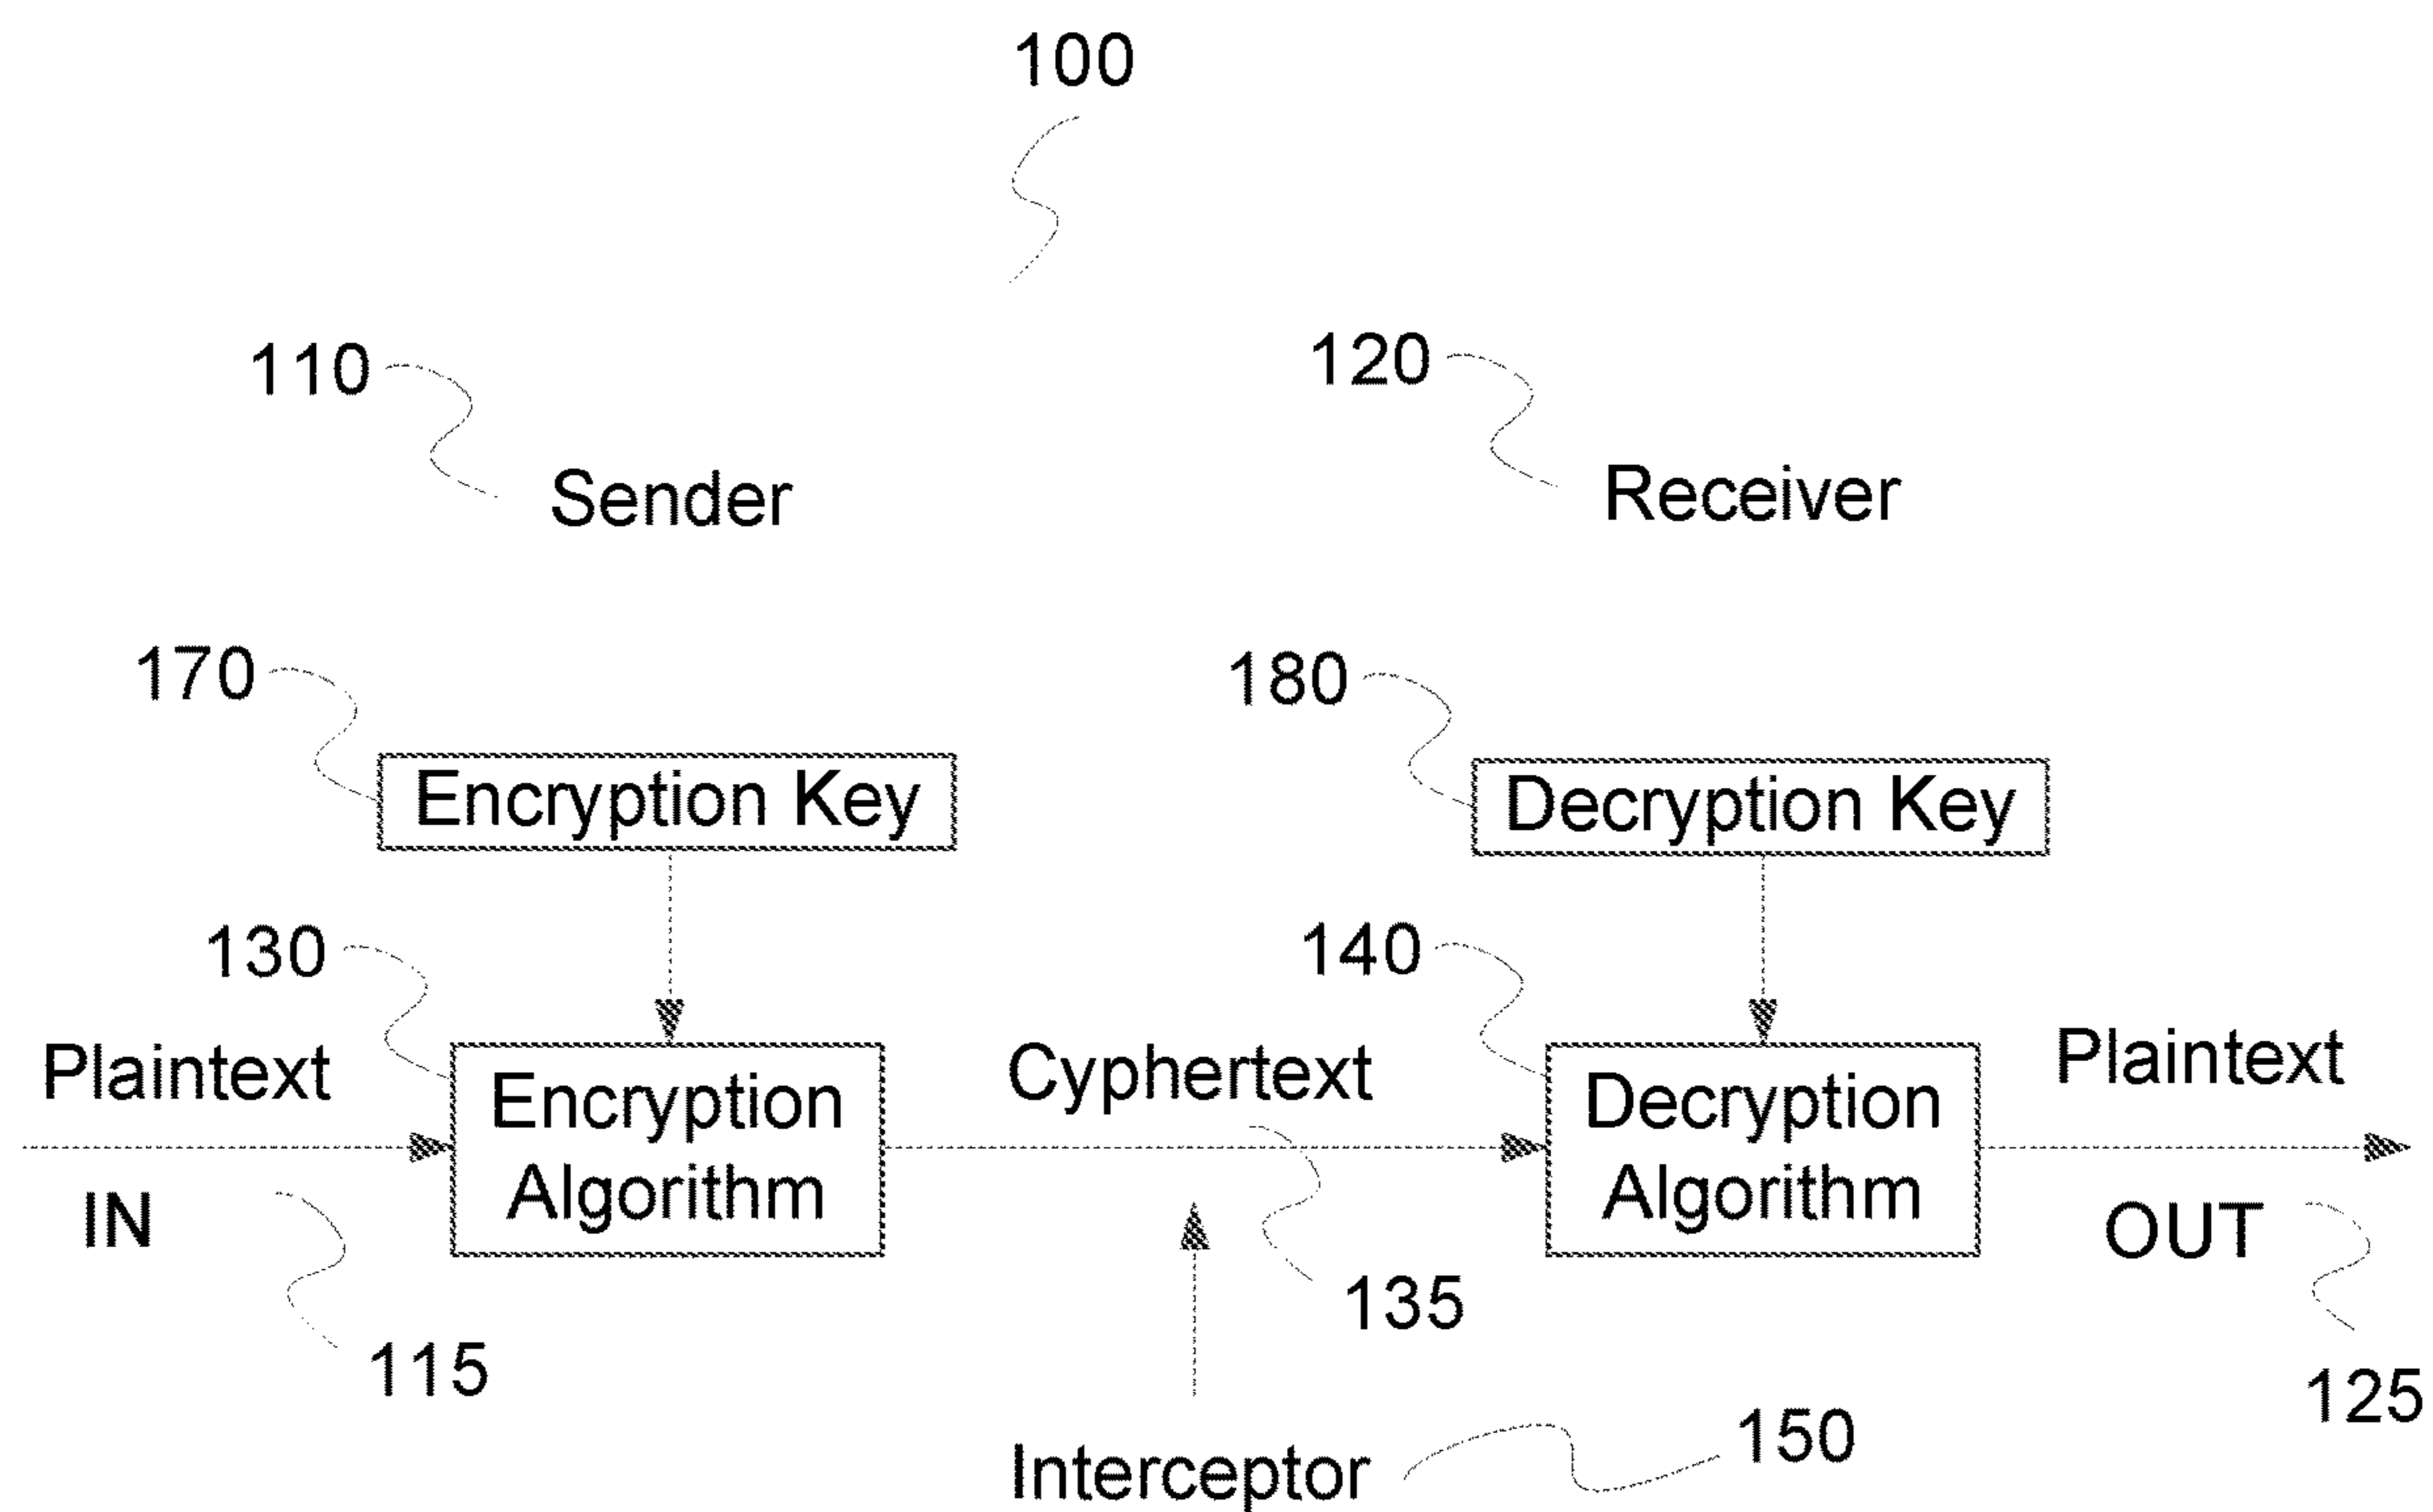 100
110
120
Sender
Receiver
170
180
Encryption Key
Decryption Key
130
140
Plaintext
Encryption
Algorithm
Cyphertext
Decryption
Algorithm
Plaintext
IN
OUT
115
135
125
Interceptor
150